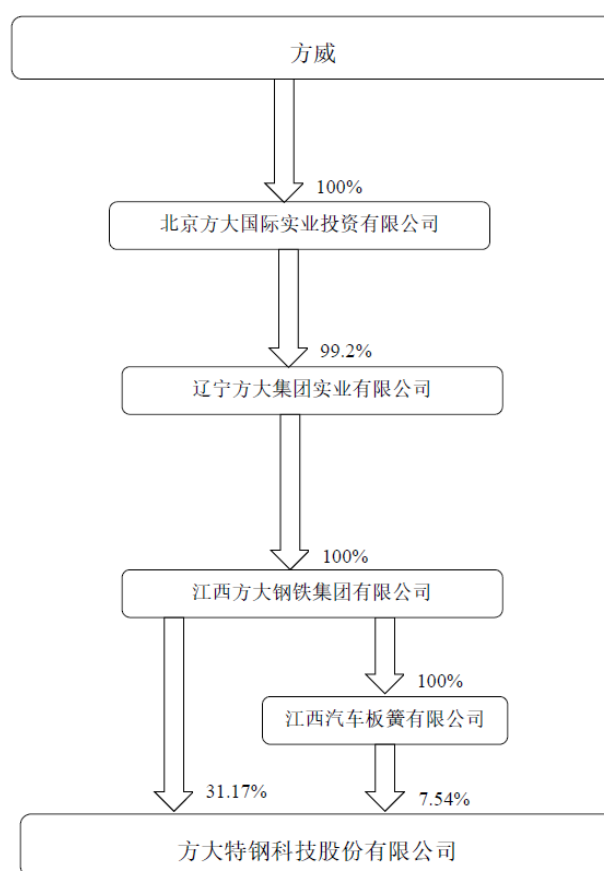 方威
100%
北京方大国际实业投资有限公司
99.2%
辽宁方大集团实业有限公司
100%
江西方大钢铁集团有限公司
100%
江西汽车板簧有限公司
31.17%
7.54%
方大特钢科技股份有限公司